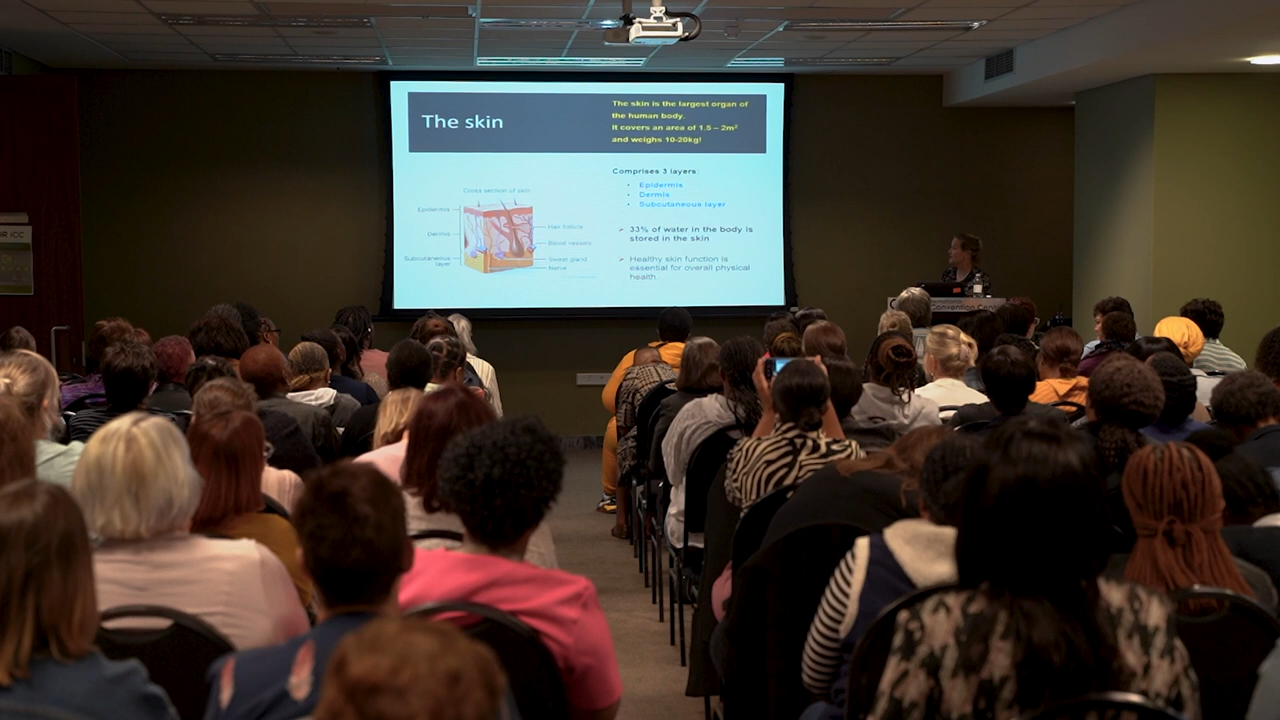 The skin
The skin is the largest organ of
the human body.
It covers an area of 1.5 – 2m²
and weighs 10-20kg!
Comprises 3 layers:
• Epidermis
• Dermis
• Subcutaneous layer
➢ 33% of water in the body is
stored in the skin
➢ Healthy skin function is
essential for overall physical
health.
Cross section of skin
Epidermis
Dermis
Subcutaneous
layer
Hair follicle
Blood vessels
Sweat gland
Nerve
ICC
Convention